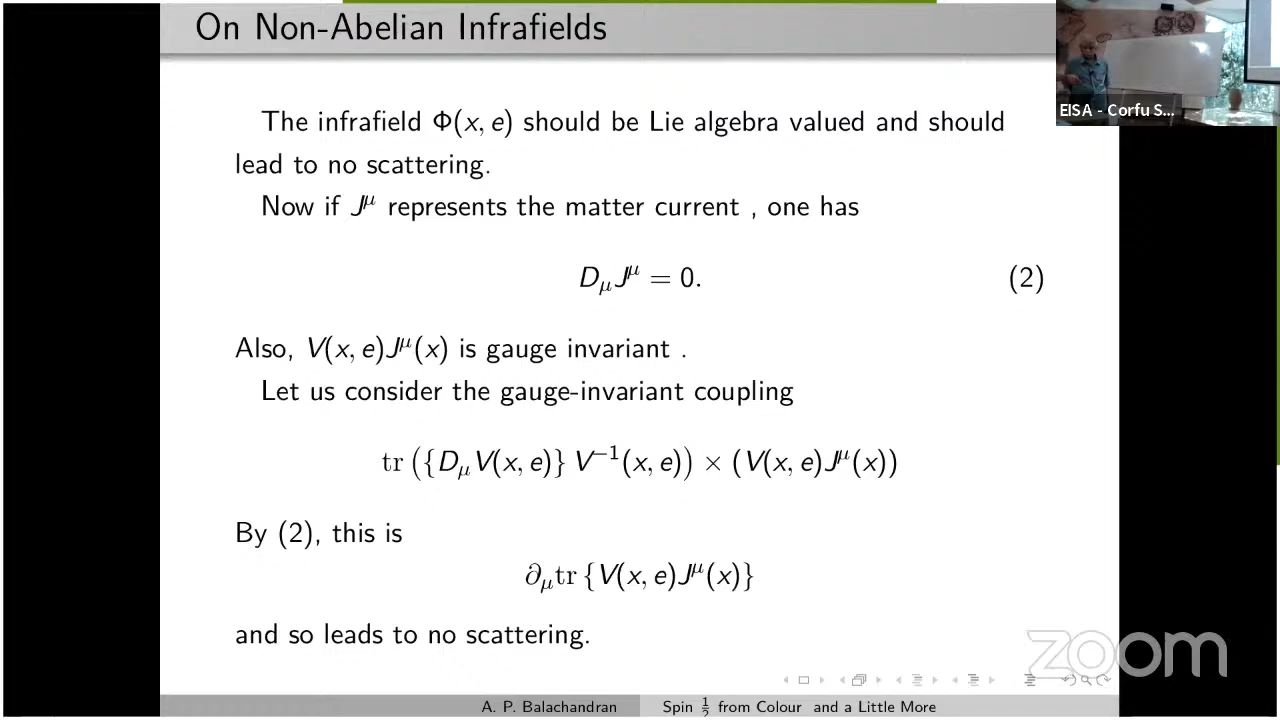 On Non-Abelian Infrafields
EISA - Corfu S...
The infrafield Φ(x, e) should be Lie algebra valued and should
lead to no scattering.
Now if J^μ represents the matter current , one has
D_μ J^μ = 0. (2)
Also, V(x, e)J^μ(x) is gauge invariant .
Let us consider the gauge-invariant coupling
tr ({D_μ V(x, e)} V^{-1}(x, e)) × (V(x, e)J^μ(x))
By (2), this is
∂_μ tr {V(x, e)J^μ(x)}
and so leads to no scattering.
zoom
A. P. Balachandran Spin 1/2 from Colour and a Little More